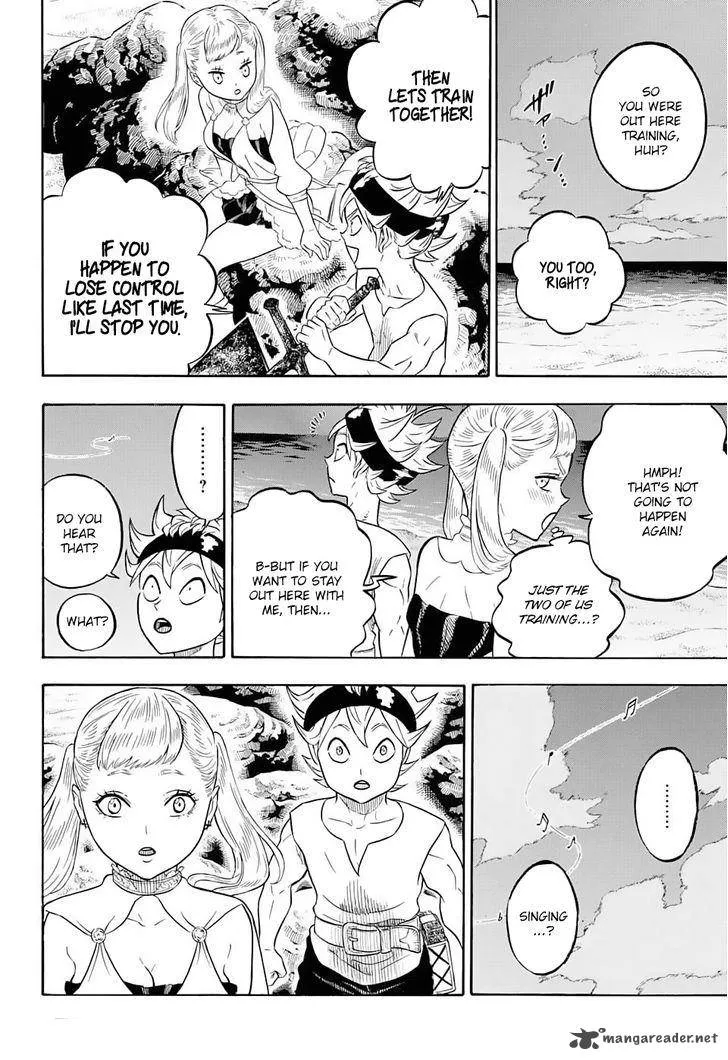 SO
YOU WERE
OUT HERE
TRAINING,
HUH?
YOU TOO,
RIGHT?
THEN
LETS TRAIN
TOGETHER!
IF YOU
HAPPEN TO
LOSE CONTROL
LIKE LAST TIME,
I'LL STOP YOU.
HMPH!
THAT'S NOT
GOING TO
HAPPEN
AGAIN!
JUST THE
TWO OF US
TRAINING...?
B-BUT IF YOU
WANT TO STAY
OUT HERE WITH
ME, THEN...
.........
?
DO YOU
HEAR
THAT?
WHAT?
.........
SINGING
...?
mangareader.net